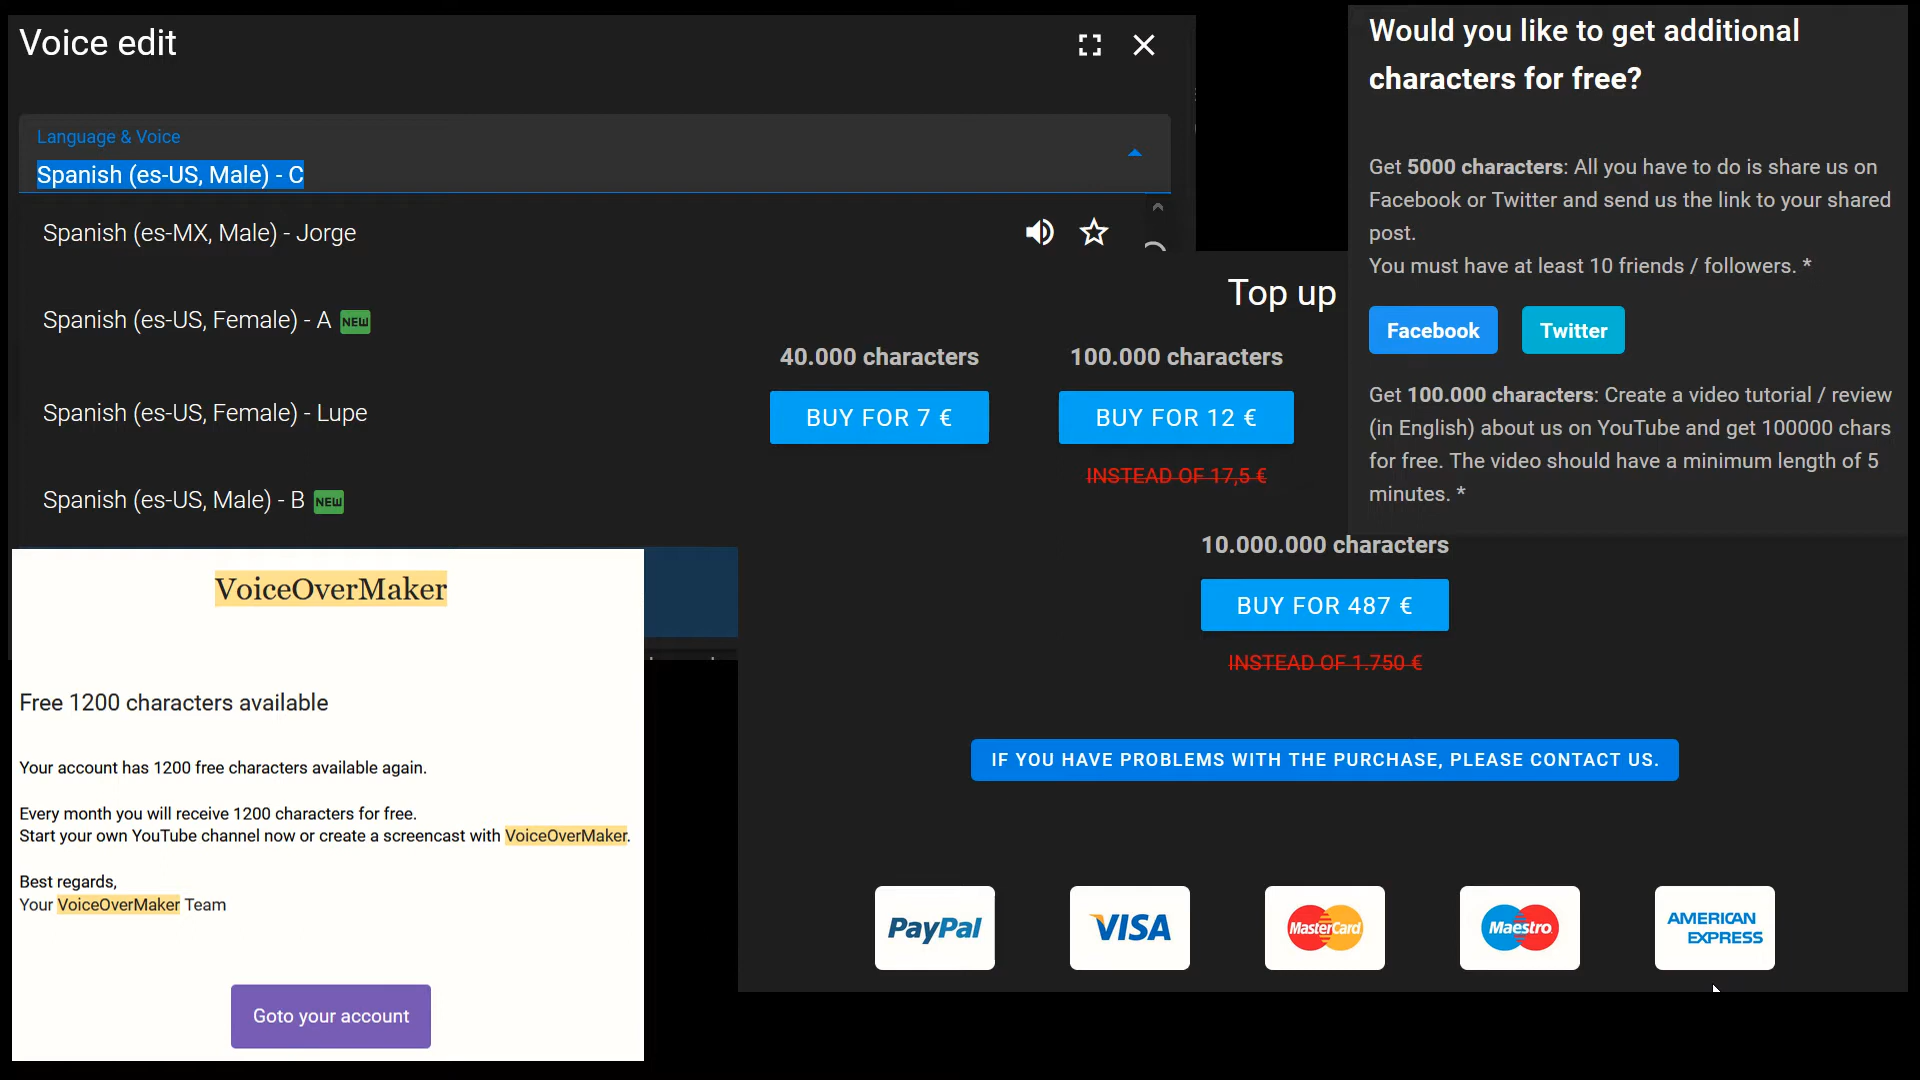 Voice edit
Language & Voice
Spanish (es-US, Male) - C
Spanish (es-MX, Male) - Jorge
Spanish (es-US, Female) - A NEW
Spanish (es-US, Female) - Lupe
Spanish (es-US, Male) - B NEW
Would you like to get additional
characters for free?
Get 5000 characters: All you have to do is share us on
Facebook or Twitter and send us the link to your shared
post.
You must have at least 10 friends / followers. *
Facebook Twitter
Get 100.000 characters: Create a video tutorial / review
(in English) about us on YouTube and get 100000 chars
for free. The video should have a minimum length of 5
minutes. *
Top up
40.000 characters 100.000 characters
BUY FOR 7 € BUY FOR 12 €
INSTEAD OF 17,5 €
10.000.000 characters
BUY FOR 487 €
INSTEAD OF 1.750 €
IF YOU HAVE PROBLEMS WITH THE PURCHASE, PLEASE CONTACT US.
PayPal VISA MasterCard Maestro AMERICAN
EXPRESS
VoiceOverMaker
Free 1200 characters available
Your account has 1200 free characters available again.
Every month you will receive 1200 characters for free.
Start your own YouTube channel now or create a screencast with VoiceOverMaker.
Best regards,
Your VoiceOverMaker Team
Goto your account